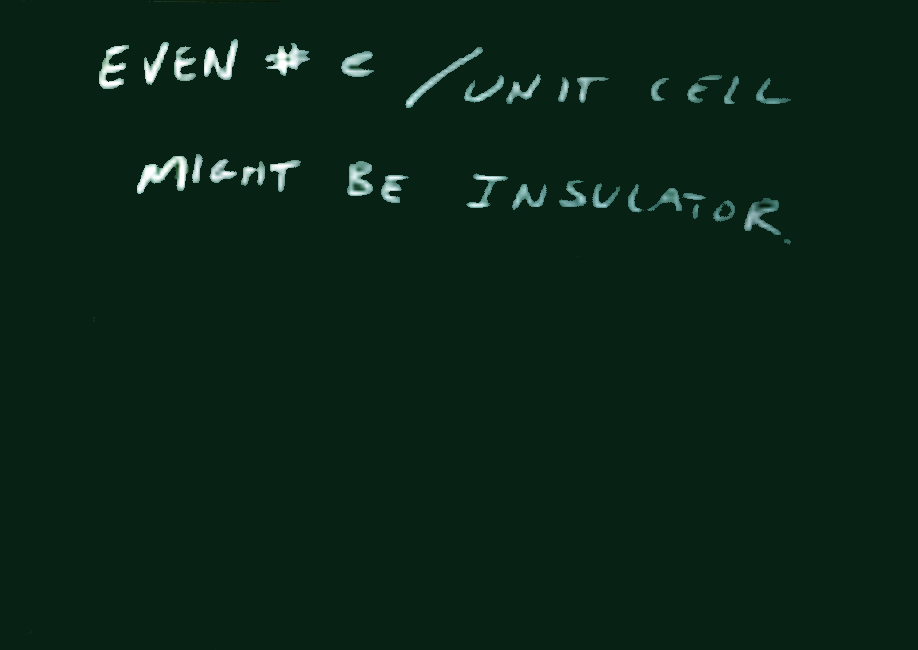 EVEN # e /UNIT CELL
MIGHT BE INSULATOR.